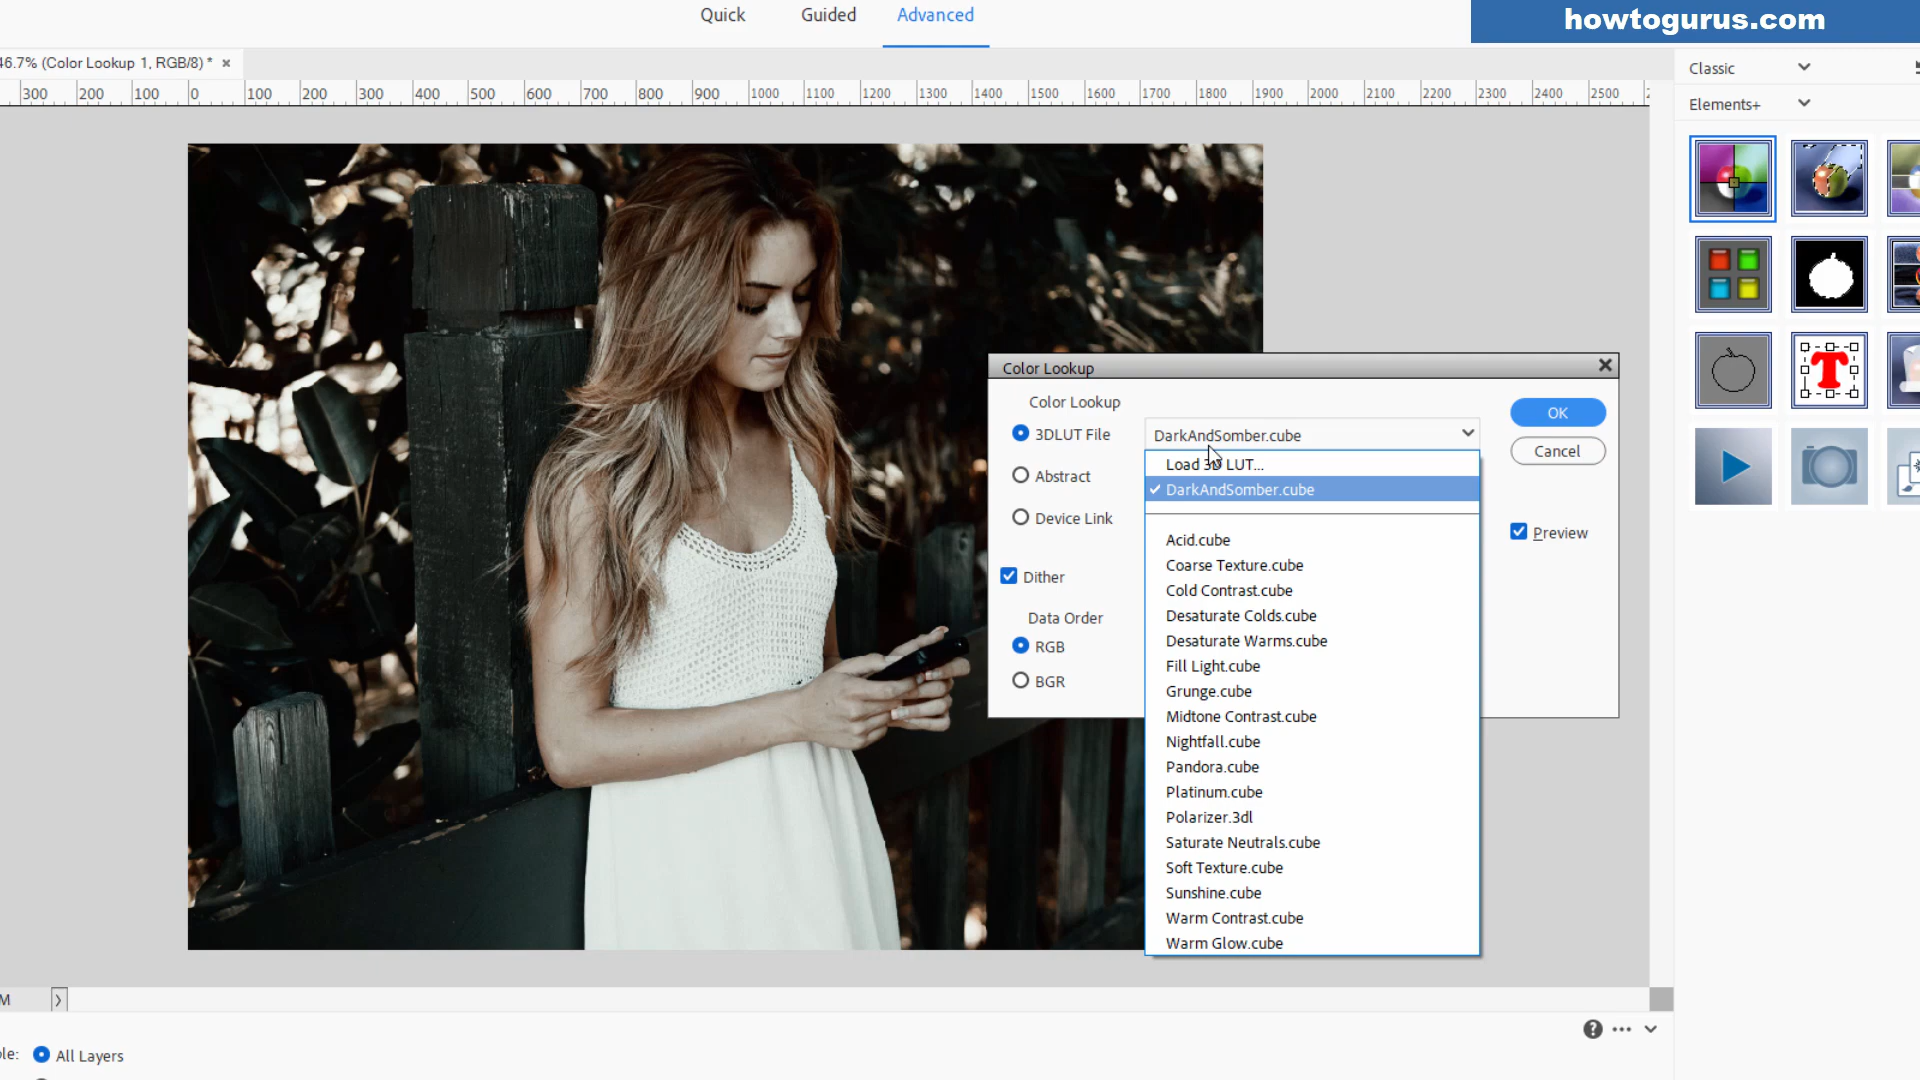 Quick Guided Advanced
howtogurus.com
46.7% (Color Lookup 1, RGB/8) * ×
300 200 100 0 100 200 300 400 500 600 700 800 900 1000 1100 1200 1300 1400 1500 1600 1700 1800 1900 2000 2100 2200 2300 2400 2500
Classic
Elements+
Color Lookup
Color Lookup
3DLUT File
DarkAndSomber.cube
OK
Load 3D LUT...
Cancel
Abstract
DarkAndSomber.cube
Device Link
Preview
Acid.cube
Coarse Texture.cube
Dither
Cold Contrast.cube
Data Order
Desaturate Colds.cube
RGB
Desaturate Warms.cube
Fill Light.cube
BGR
Grunge.cube
Midtone Contrast.cube
Nightfall.cube
Pandora.cube
Platinum.cube
Polarizer.3dl
Saturate Neutrals.cube
Soft Texture.cube
Sunshine.cube
Warm Contrast.cube
Warm Glow.cube
M
All Layers